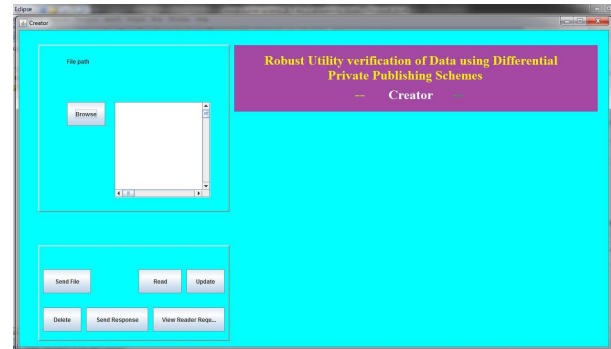 Eclipse
Creator
File path
Robust Utility verification of Data using Differential
Private Publishing Schemes
-- Creator --
Browse
Send File
Read
Update
Delete
Send Response
View Reader Requ...